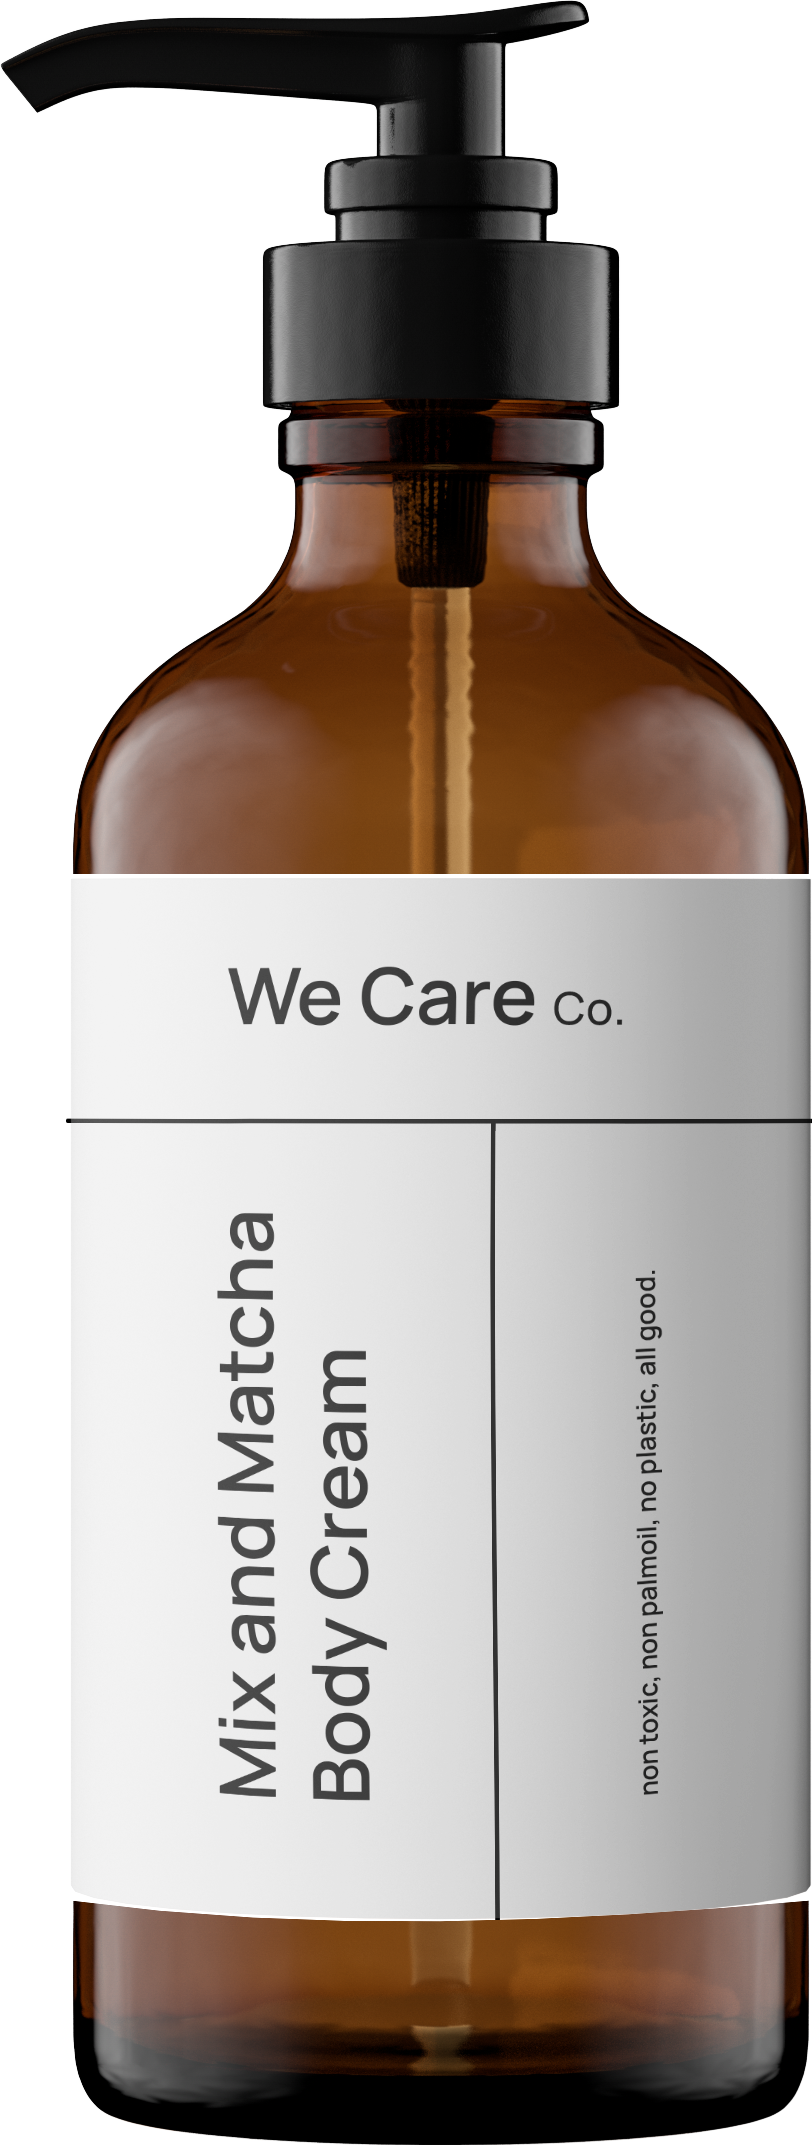 We Care Co.
Mix and Matcha
Body Cream
non toxic, non palmoil, no plastic, all good.